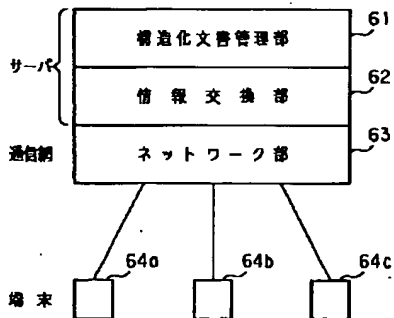 61
構造化文書管理部
サーバ
62
情報交換部
63
通信網
ネットワーク部
64a
64b
64c
端末